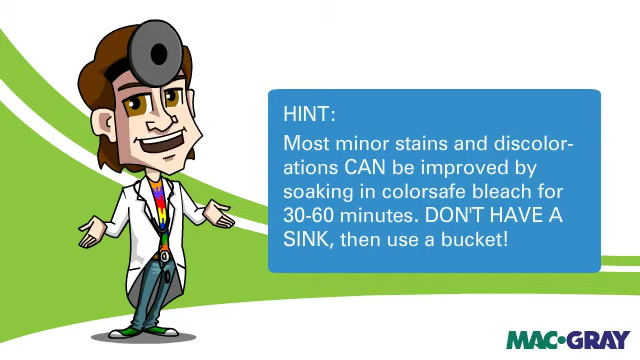 HINT:
Most minor stains and discolor-
ations CAN be improved by
soaking in colorsafe bleach for
30-60 minutes. DON'T HAVE A
SINK, then use a bucket!
MAC•GRAY